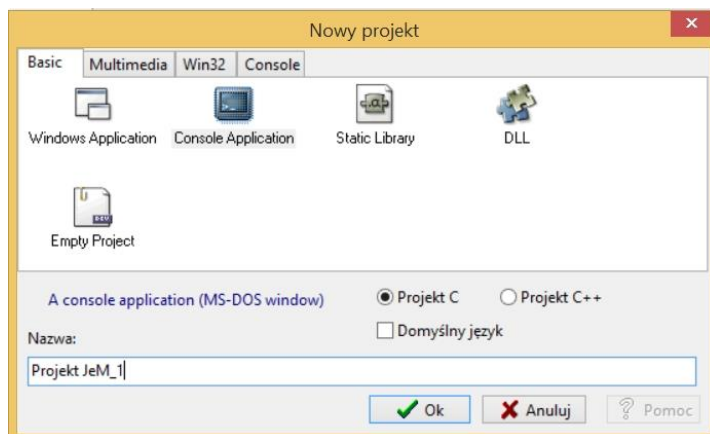 Nowy projekt
Basic Multimedia Win32 Console
Windows Application Console Application Static Library DLL
Empty Project
A console application (MS-DOS window) Projekt C Projekt C++
Domyślny język
Nazwa:
Projekt JeM_1
Ok Anuluj Pomoc